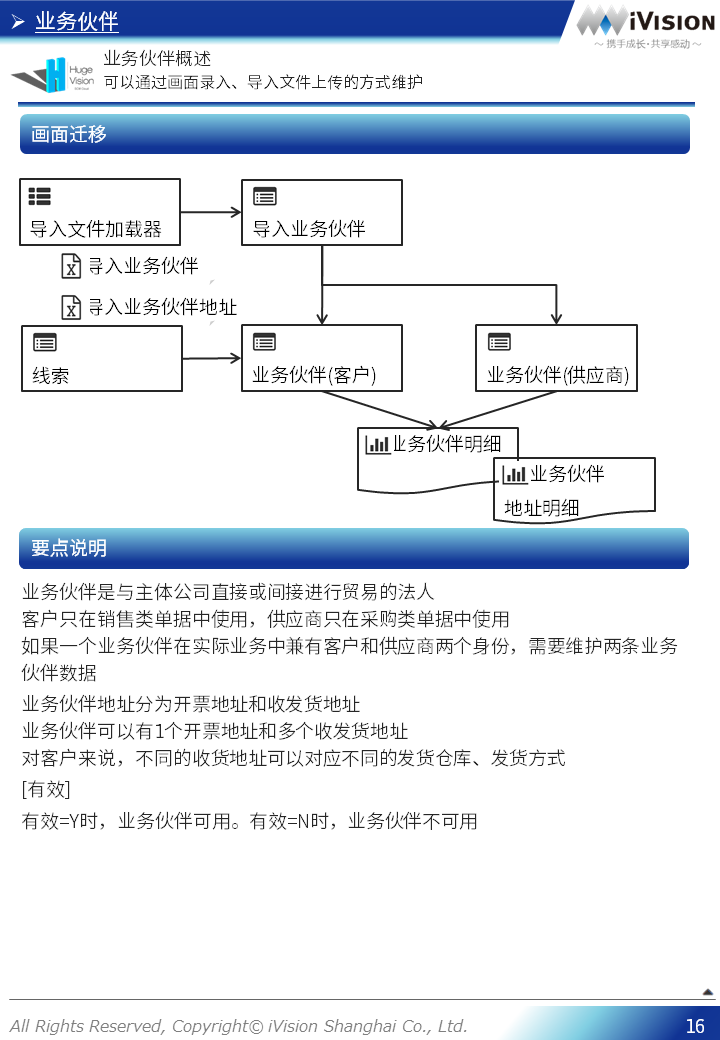 业务伙伴
iVision
～ 携手成长·共享感动 ～
Huge
Vision
业务伙伴概述
可以通过画面录入、导入文件上传的方式维护
画面迁移
导入文件加载器
导入业务伙伴
导入业务伙伴
导入业务伙伴地址
线索
业务伙伴(客户)
业务伙伴(供应商)
业务伙伴明细
业务伙伴
地址明细
要点说明
业务伙伴是与主体公司直接或间接进行贸易的法人
客户只在销售类单据中使用，供应商只在采购类单据中使用
如果一个业务伙伴在实际业务中兼有客户和供应商两个身份，需要维护两条业务
伙伴数据
业务伙伴地址分为开票地址和收发货地址
业务伙伴可以有1个开票地址和多个收发货地址
对客户来说，不同的收货地址可以对应不同的发货仓库、发货方式
[有效]
有效=Y时，业务伙伴可用。有效=N时，业务伙伴不可用
All Rights Reserved, Copyright© iVision Shanghai Co., Ltd.
16